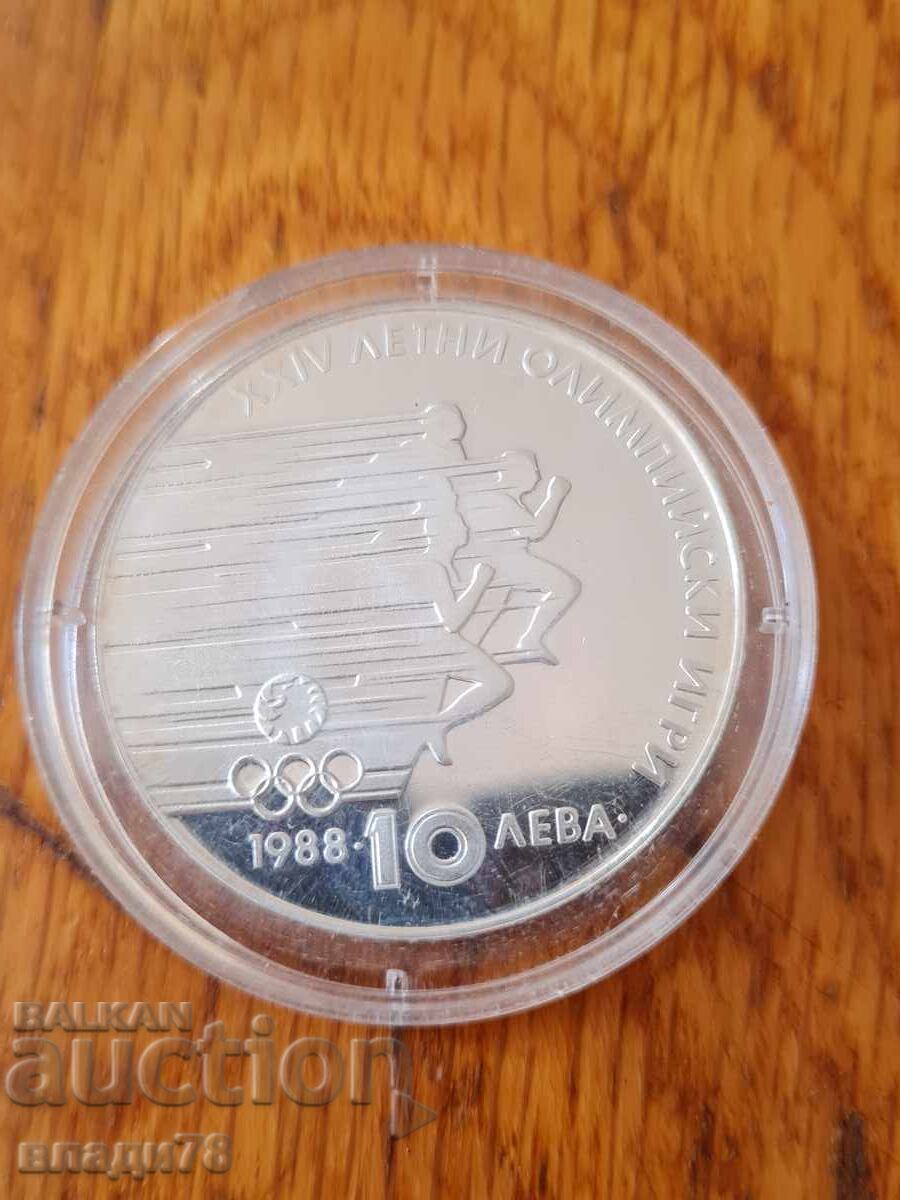 XXIV ЛЕТНИ ОЛИМПИЙСКИ ИГРИ
1988·10 ЛЕВА·
BALKAN
auction
влади78